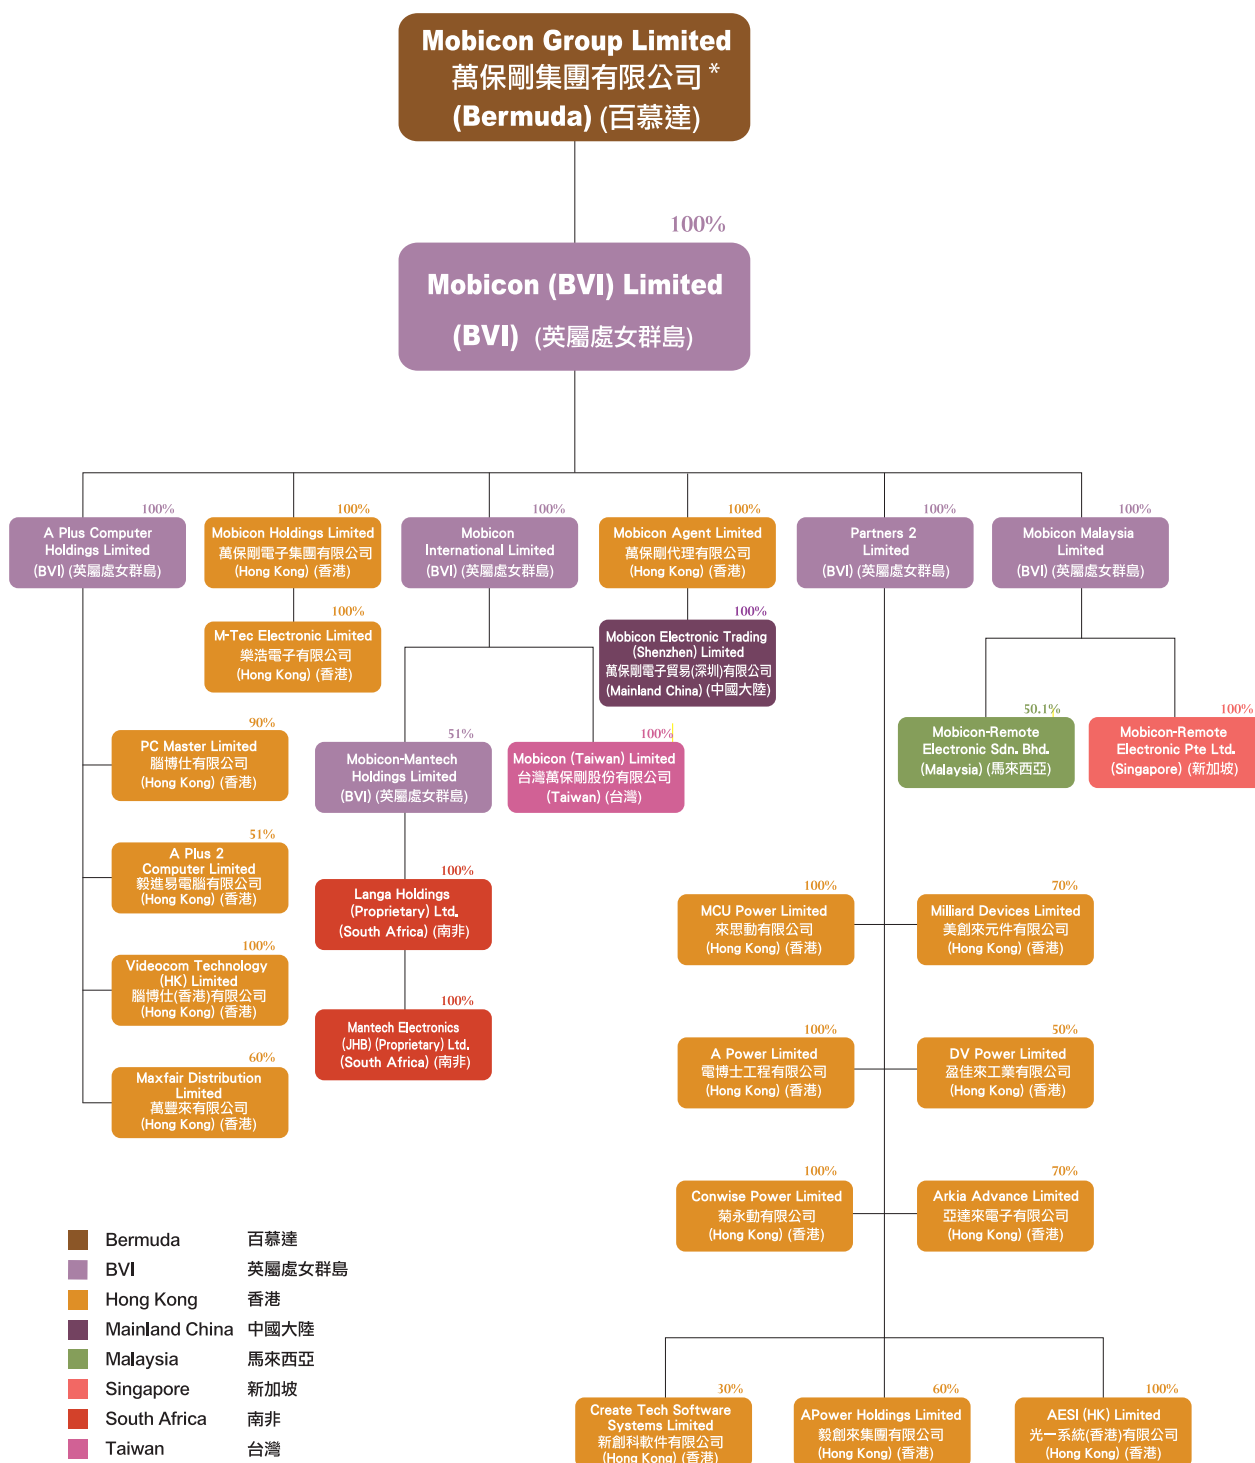 Mobicon Group Limited
萬保剛集團有限公司*
(Bermuda) (百慕達)
100%
Mobicon (BVI) Limited
(BVI) (英屬處女群島)
100%
A Plus Computer
Holdings Limited
(BVI) (英屬處女群島)
100%
Mobicon Holdings Limited
萬保剛電子集團有限公司
(Hong Kong) (香港)
100%
Mobicon
International Limited
(BVI) (英屬處女群島)
100%
Mobicon Agent Limited
萬保剛代理有限公司
(Hong Kong) (香港)
100%
Partners 2
Limited
(BVI) (英屬處女群島)
100%
Mobicon Malaysia
Limited
(BVI) (英屬處女群島)
100%
M-Tec Electronic Limited
樂浩電子有限公司
(Hong Kong) (香港)
100%
Mobicon Electronic Trading
(Shenzhen) Limited
萬保剛電子貿易(深圳)有限公司
(Mainland China) (中國大陸)
90%
PC Master Limited
腦博仕有限公司
(Hong Kong) (香港)
51%
Mobicon-Mantech
Holdings Limited
(BVI) (英屬處女群島)
100%
Mobicon (Taiwan) Limited
台灣萬保剛股份有限公司
(Taiwan) (台灣)
50.1%
Mobicon-Remote
Electronic Sdn. Bhd.
(Malaysia) (馬來西亞)
100%
Mobicon-Remote
Electronic Pte Ltd.
(Singapore) (新加坡)
51%
A Plus 2
Computer Limited
毅進易電腦有限公司
(Hong Kong) (香港)
100%
Langa Holdings
(Proprietary) Ltd.
(South Africa) (南非)
100%
MCU Power Limited
來思動有限公司
(Hong Kong) (香港)
70%
Milliard Devices Limited
美創來元件有限公司
(Hong Kong) (香港)
100%
Videocom Technology
(HK) Limited
腦博仕(香港)有限公司
(Hong Kong) (香港)
100%
Mantech Electronics
(JHB) (Proprietary) Ltd.
(South Africa) (南非)
100%
A Power Limited
電博士工程有限公司
(Hong Kong) (香港)
50%
DV Power Limited
盈佳來工業有限公司
(Hong Kong) (香港)
60%
Maxfair Distribution
Limited
萬豐來有限公司
(Hong Kong) (香港)
100%
Conwise Power Limited
菊永動有限公司
(Hong Kong) (香港)
70%
Arkia Advance Limited
亞達來電子有限公司
(Hong Kong) (香港)
30%
Create Tech Software
Systems Limited
新創科軟件有限公司
(Hong Kong) (香港)
60%
APower Holdings Limited
毅創來集團有限公司
(Hong Kong) (香港)
100%
AESI (HK) Limited
光一系統(香港)有限公司
(Hong Kong) (香港)
Bermuda 百慕達
BVI 英屬處女群島
Hong Kong 香港
Mainland China 中國大陸
Malaysia 馬來西亞
Singapore 新加坡
South Africa 南非
Taiwan 台灣